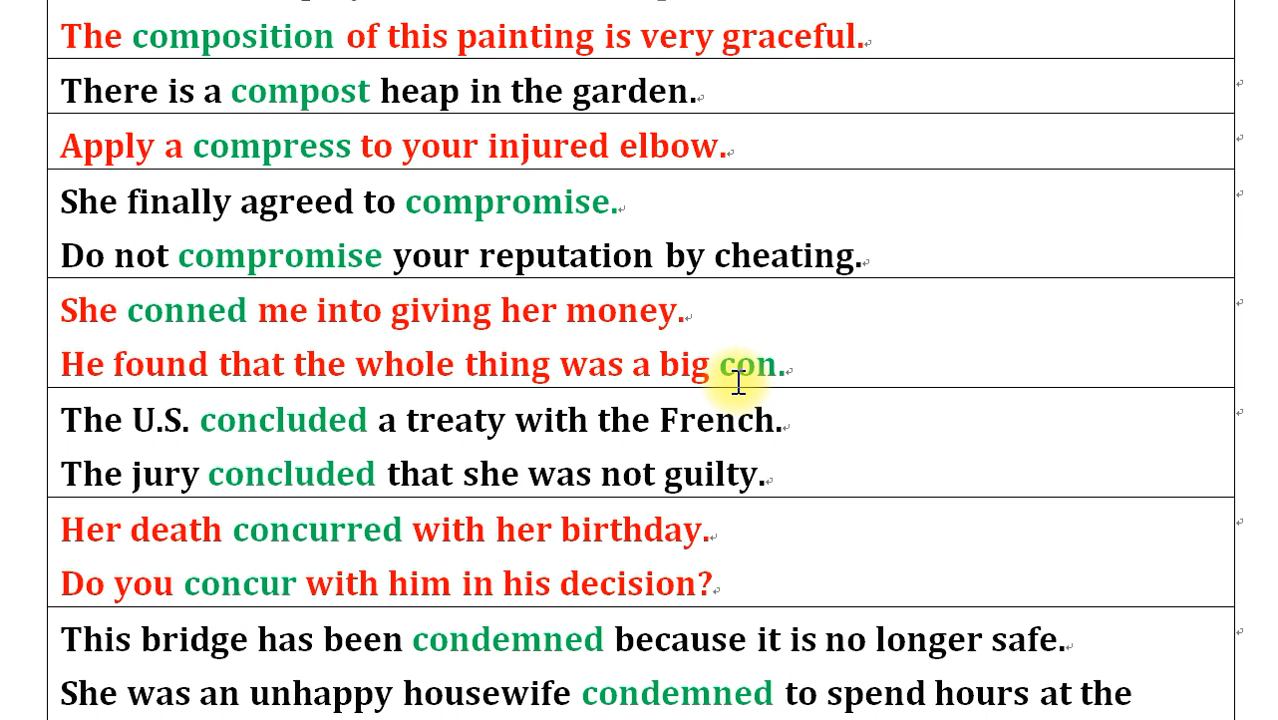 The composition of this painting is very graceful.
There is a compost heap in the garden.
Apply a compress to your injured elbow.
She finally agreed to compromise.
Do not compromise your reputation by cheating.
She conned me into giving her money.
He found that the whole thing was a big con.
The U.S. concluded a treaty with the French.
The jury concluded that she was not guilty.
Her death concurred with her birthday.
Do you concur with him in his decision?
This bridge has been condemned because it is no longer safe.
She was an unhappy housewife condemned to spend hours at the